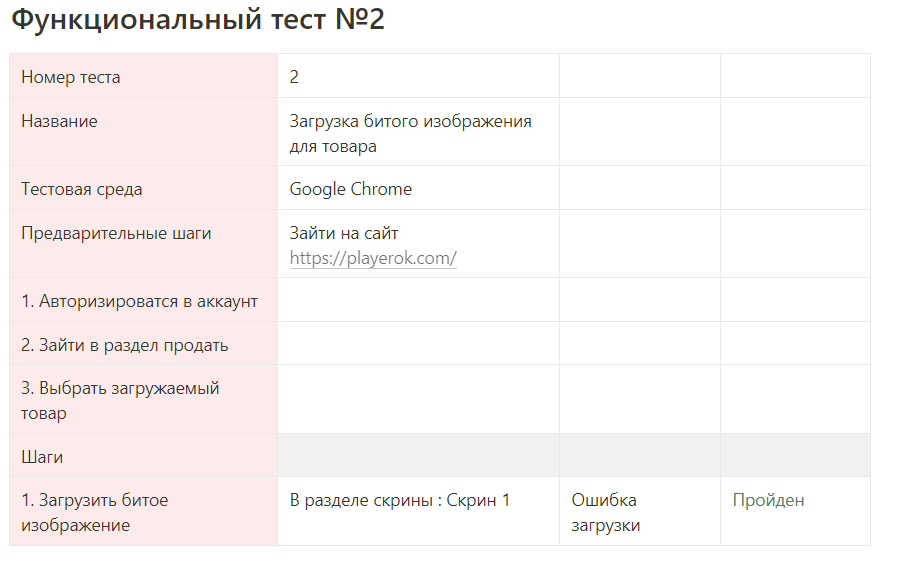 Функциональный тест №2
Номер теста
2
Название
Загрузка битого изображения
для товара
Тестовая среда
Google Chrome
Предварительные шаги
Зайти на сайт
https://playerok.com/
1. Авторизироватся в аккаунт
2. Зайти в раздел продать
3. Выбрать загружаемый
товар
Шаги
1. Загрузить битое
изображение
В разделе скрины : Скрин 1
Ошибка
загрузки
Пройден